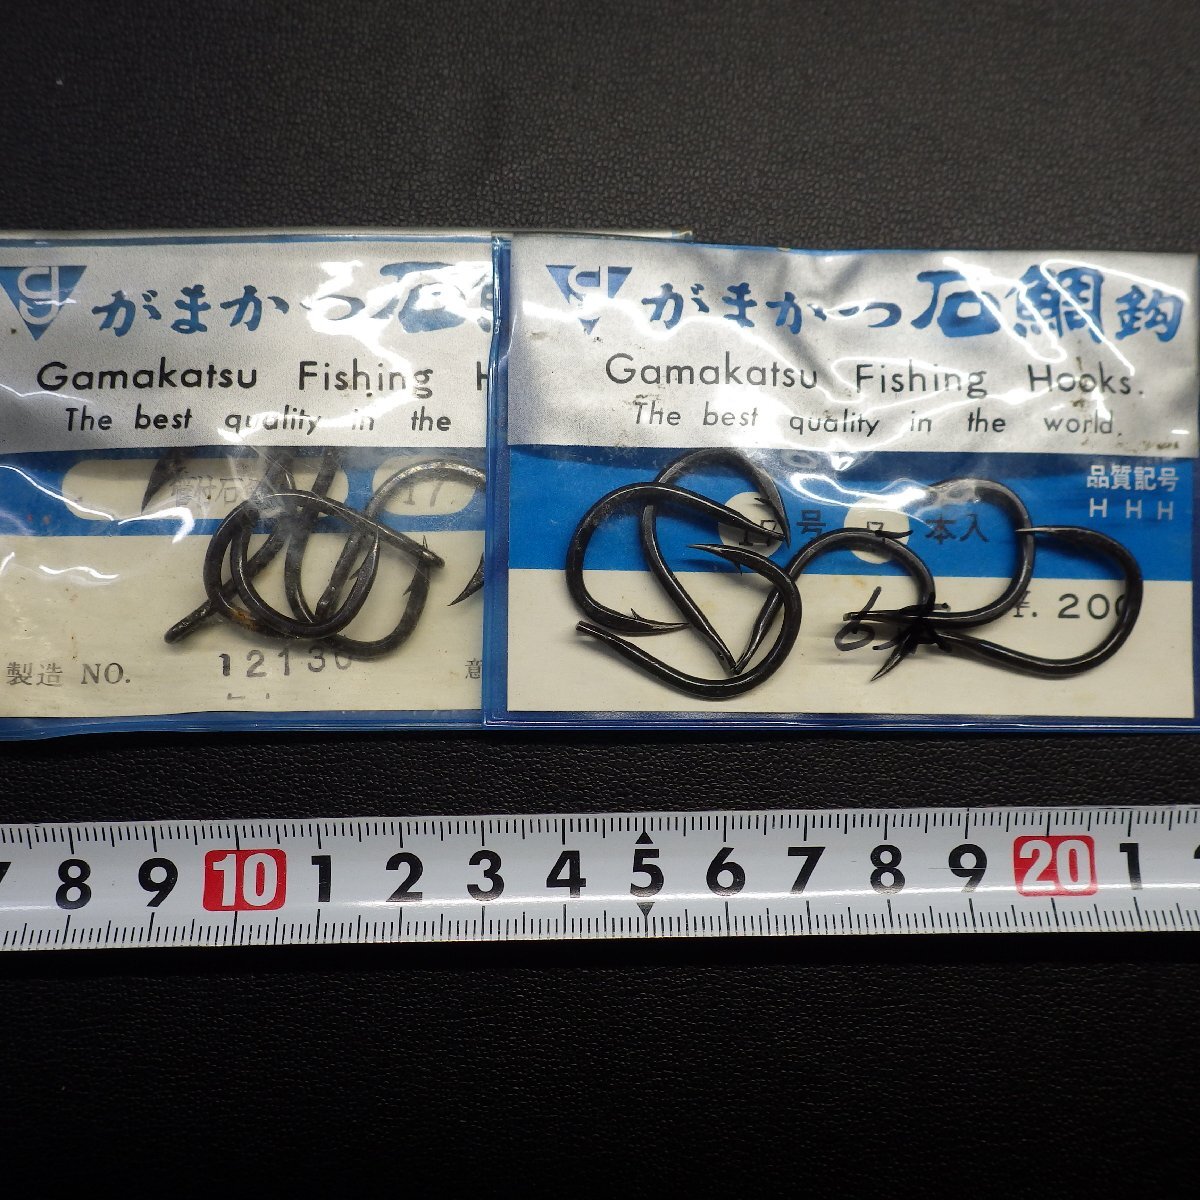 がまかつ石
Gamakatsu Fishing H
The best quality in the
17
製造 NO. 12130
がまかつ石鯛鈎
Gamakatsu Fishing Hooks.
The best quality in the world.
品質記号
H H H
号 本入
6本
¥.200
8 9 10 1 2 3 4 5 6 7 8 9 20 1